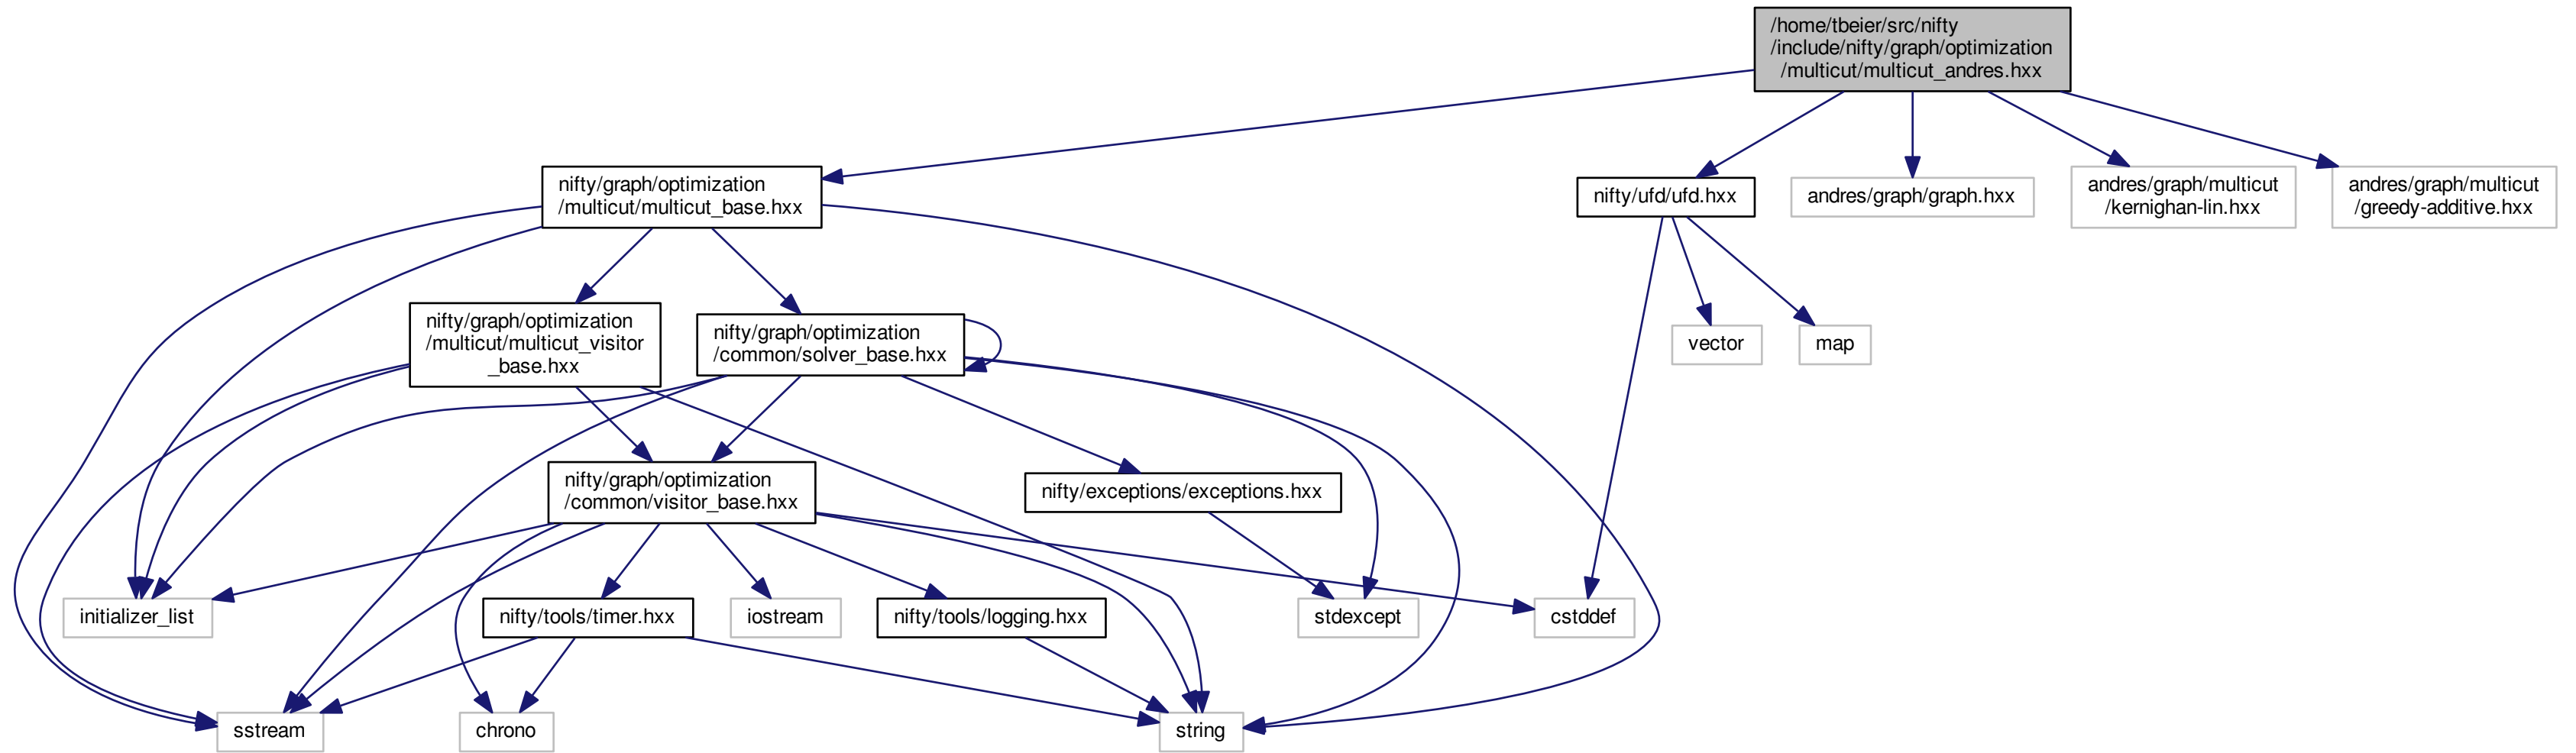 /home/tbeier/src/nifty
/include/nifty/graph/optimization
/multicut/multicut_andres.hxx
nifty/graph/optimization
/multicut/multicut_base.hxx
nifty/ufd/ufd.hxx
andres/graph/graph.hxx
andres/graph/multicut
/kernighan-lin.hxx
andres/graph/multicut
/greedy-additive.hxx
nifty/graph/optimization
/multicut/multicut_visitor
_base.hxx
nifty/graph/optimization
/common/solver_base.hxx
vector
map
nifty/graph/optimization
/common/visitor_base.hxx
nifty/exceptions/exceptions.hxx
initializer_list
nifty/tools/timer.hxx
iostream
nifty/tools/logging.hxx
stdexcept
cstddef
sstream
chrono
string